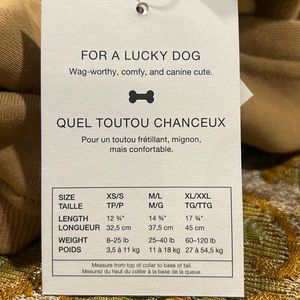 FOR A LUCKY DOG
Wag-worthy, comfy, and canine cute.
QUEL TOUTOU CHANCEUX
Pour un toutou frétillant, mignon,
mais confortable.
SIZE XS/S M/L XL/XXL
TAILLE TP/P M/G TG/TTG
LENGTH 12 ¾" 14 ¾" 17 ¾"
LONGUEUR 32,5 cm 37,5 cm 45 cm
WEIGHT 8–25 lb 25–40 lb 60–120 lb
POIDS 3,5 à 11 kg 11 à 18 kg 27 à 54,5 kg
Measure from top of collar to base of tail.
Mesurez du haut du collier à la base de la queue.